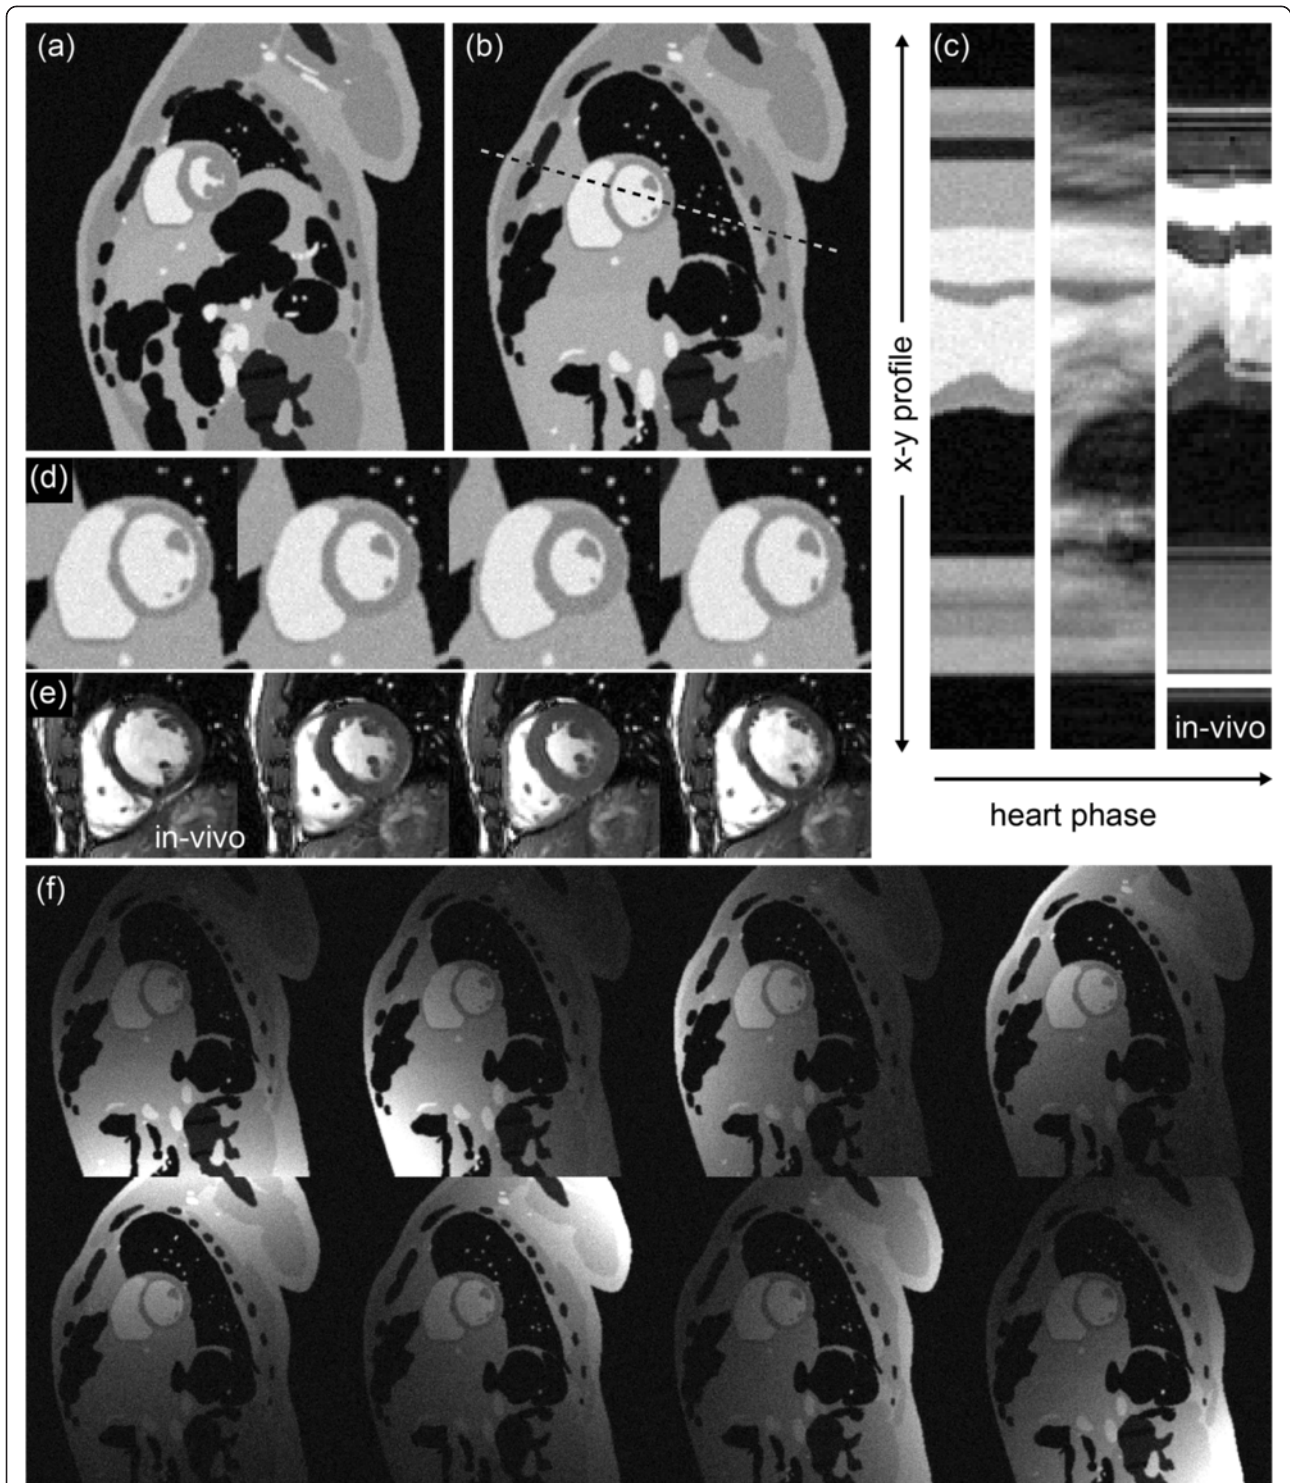 (a)
(b)
(c)
x-y profile
in-vivo
heart phase
(d)
(e)
in-vivo
(f)